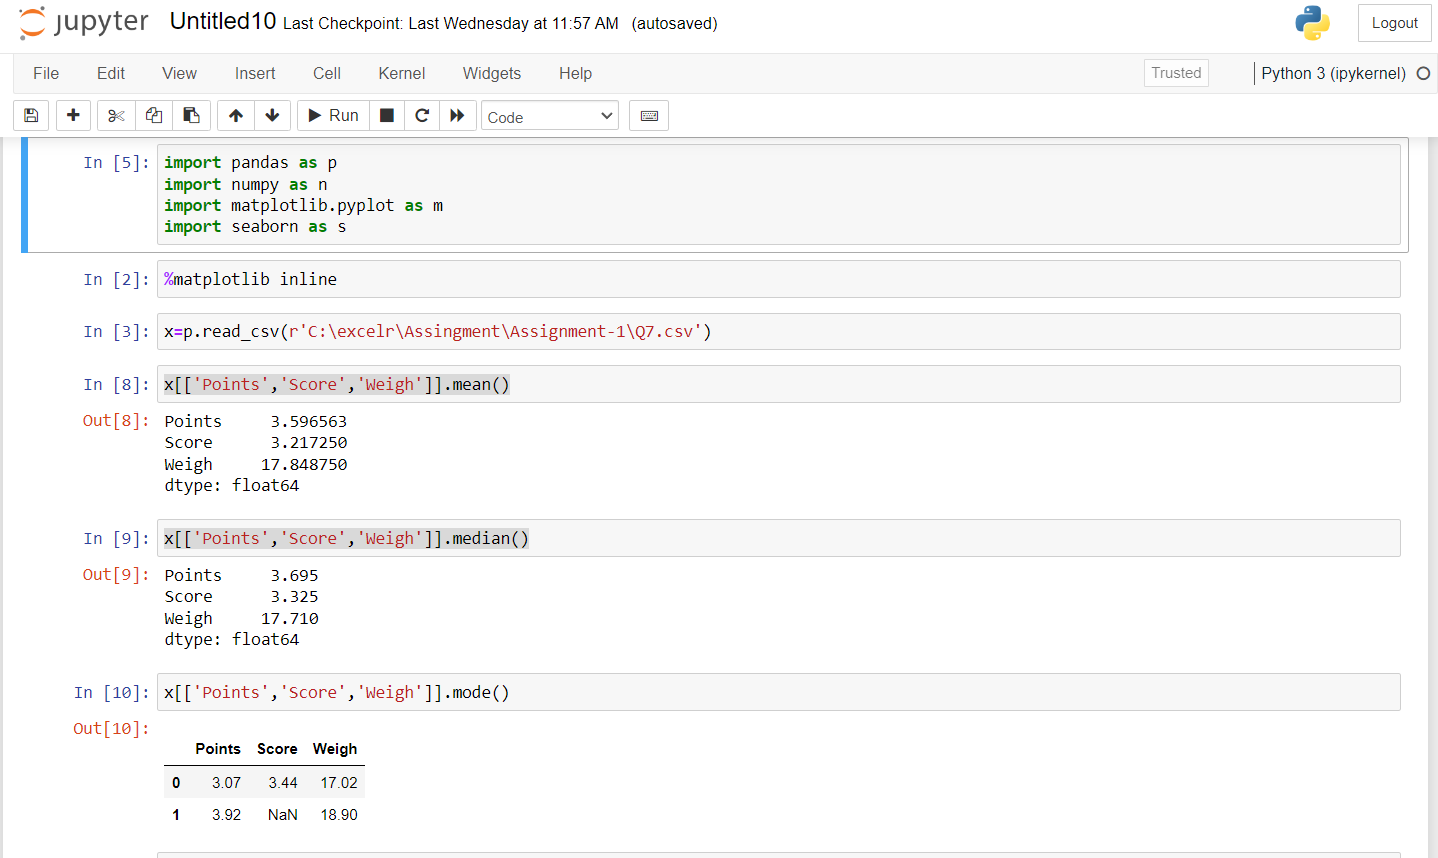 jupyter Untitled10 Last Checkpoint: Last Wednesday at 11:57 AM (autosaved) Logout
File Edit View Insert Cell Kernel Widgets Help Trusted Python 3 (ipykernel)
Run Code
In [5]: import pandas as p
import numpy as n
import matplotlib.pyplot as m
import seaborn as s
In [2]: %matplotlib inline
In [3]: x=p.read_csv(r'C:\excelr\Assingment\Assignment-1\Q7.csv')
In [8]: x[['Points','Score','Weigh']].mean()
Out[8]: Points 3.596563
Score 3.217250
Weigh 17.848750
dtype: float64
In [9]: x[['Points','Score','Weigh']].median()
Out[9]: Points 3.695
Score 3.325
Weigh 17.710
dtype: float64
In [10]: x[['Points','Score','Weigh']].mode()
Out[10]:
Points Score Weigh
0 3.07 3.44 17.02
1 3.92 NaN 18.90